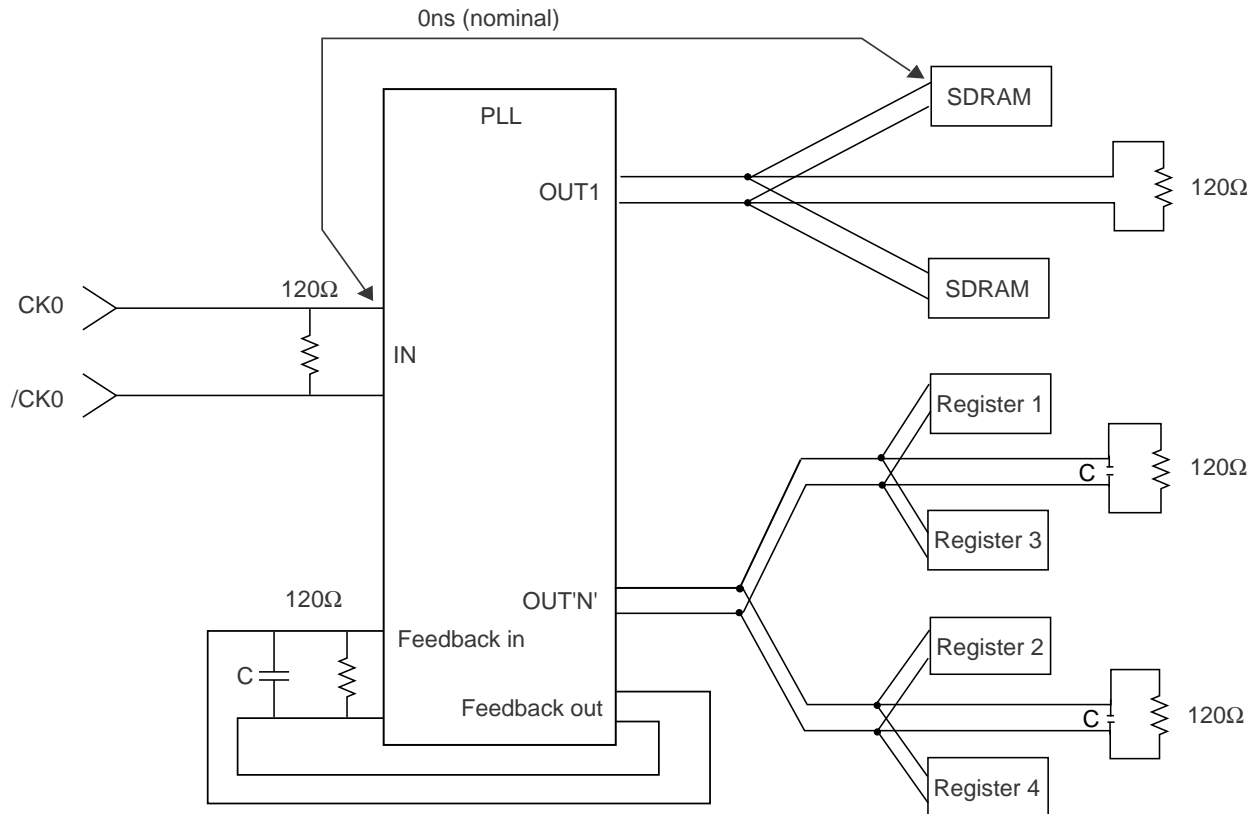 0ns (nominal)
PLL
SDRAM
OUT1
120Ω
SDRAM
120Ω
CK0
IN
/CK0
Register 1
C
120Ω
Register 3
OUT'N'
120Ω
Feedback in
C
Feedback out
Register 2
C
120Ω
Register 4